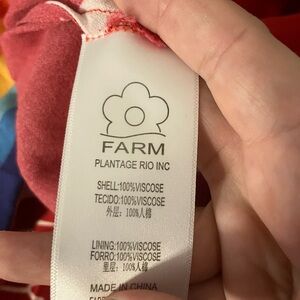 FARM
PLANTAGE RIO INC
SHELL:100%VISCOSE
TECIDO:100%VISCOSE
外层：100%人棉
LINING:100%VISCOSE
FORRO:100%VISCOSE
里层：100%人棉
MADE IN CHINA